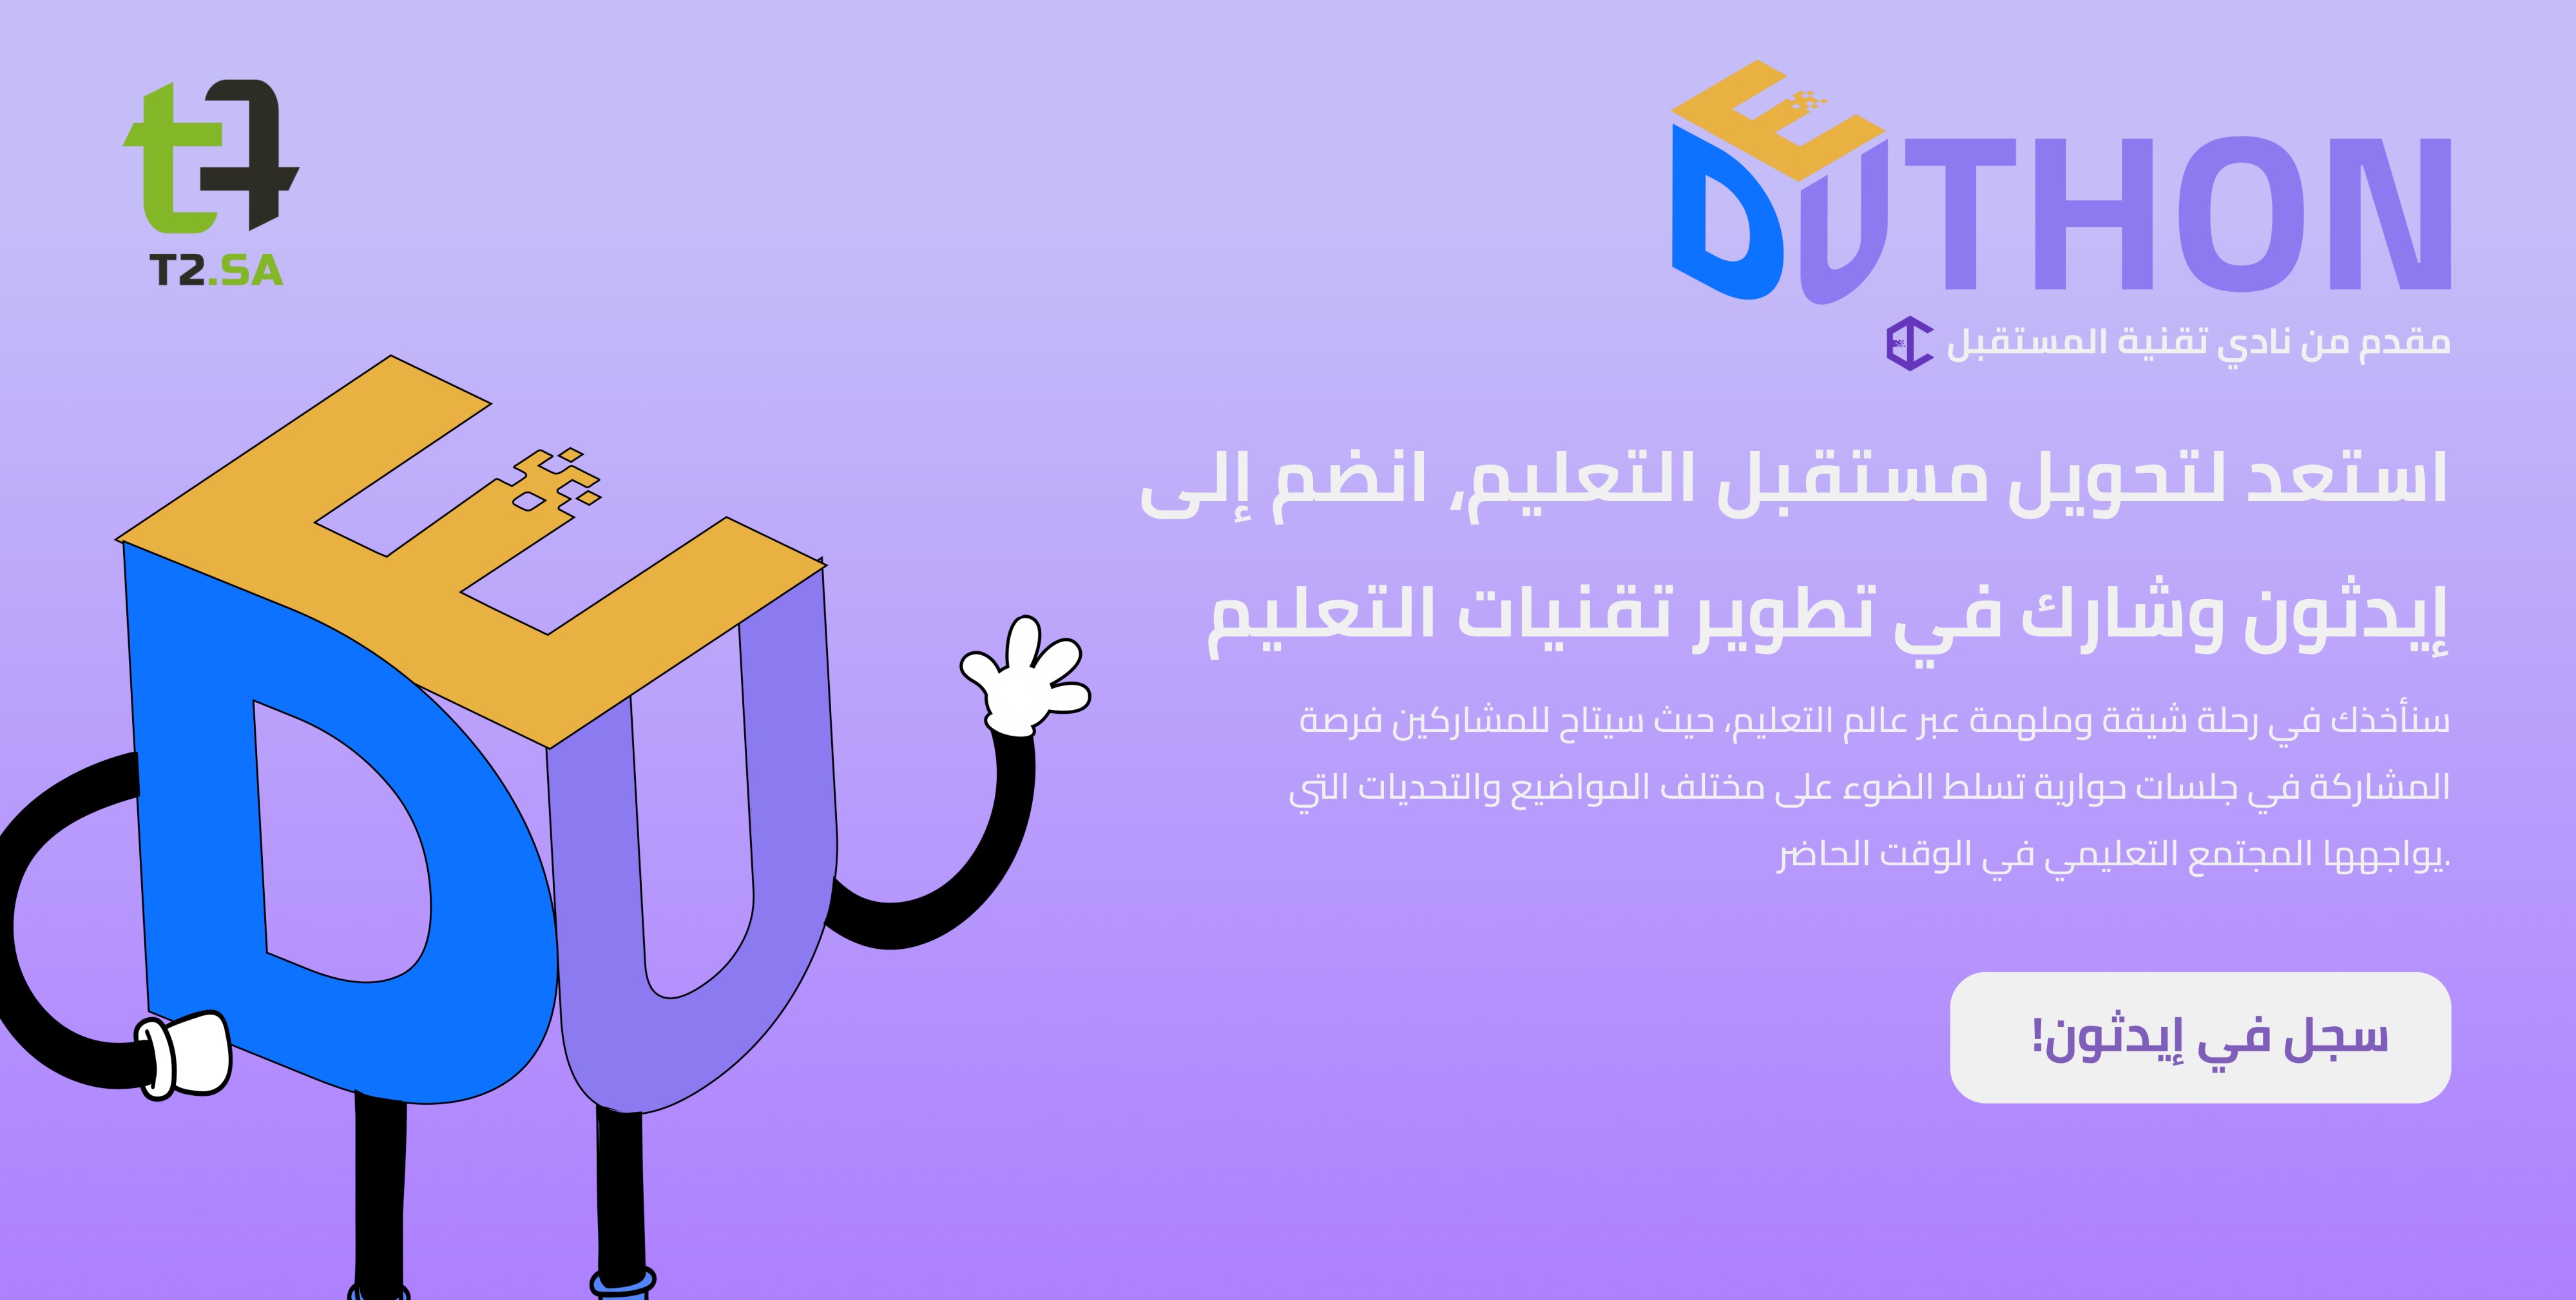 T2.SA
EDUTHON
مقدم من نادي تقنية المستقبل
استعد لتحويل مستقبل التعليم، انضم إلى
إيدثون وشارك في تطوير تقنيات التعليم
سنأخذك في رحلة شيقة وملهمة عبر عالم التعليم، حيث سيتاح للمشاركين فرصة
المشاركة في جلسات حوارية تسلط الضوء على مختلف المواضيع والتحديات التي
.يواجهها المجتمع التعليمي في الوقت الحاضر
سجل في إيدثون!
EDU